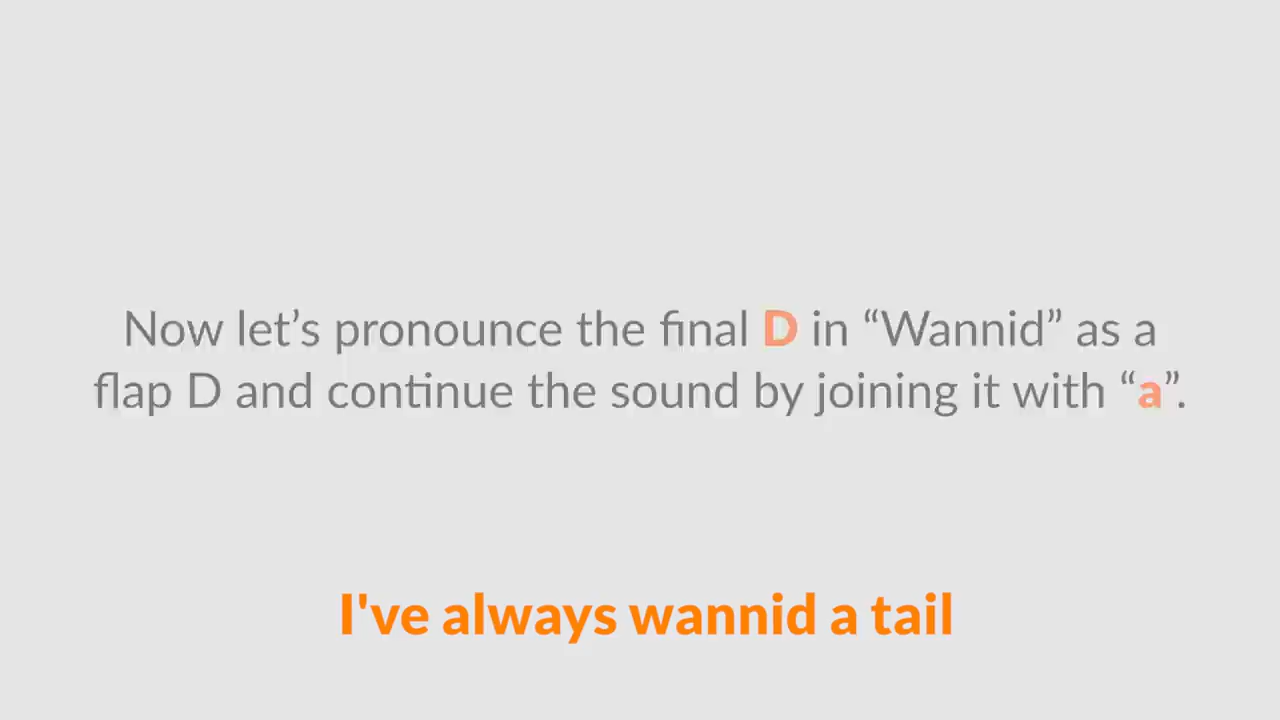 Now let’s pronounce the final D in “Wannid” as a
flap D and continue the sound by joining it with “a”.
I've always wannid a tail